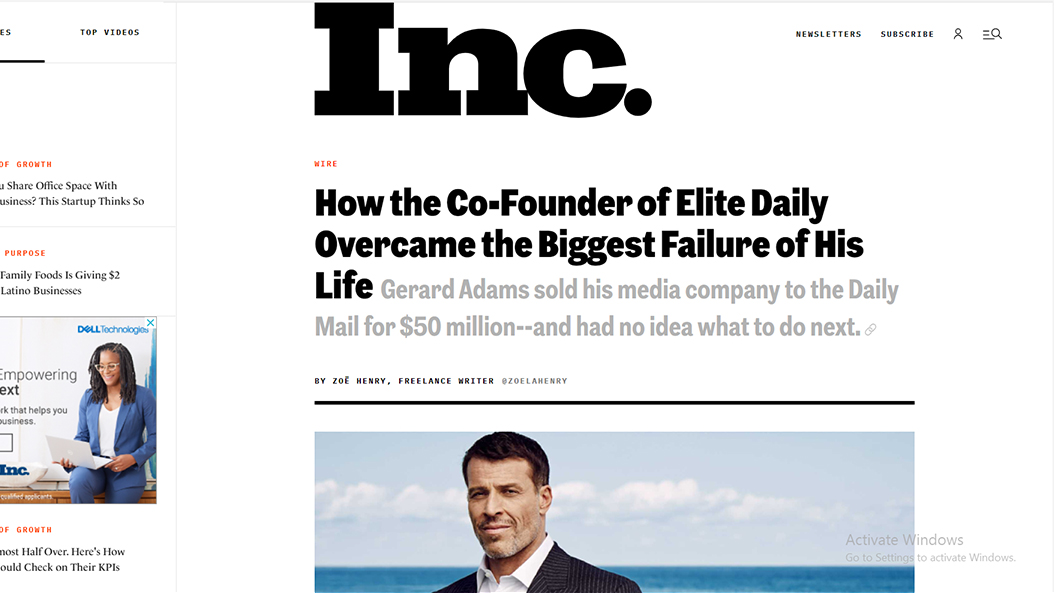 ES
TOP VIDEOS
Inc.
NEWSLETTERS
SUBSCRIBE
OF GROWTH
u Share Office Space With
usiness? This Startup Thinks So
PURPOSE
Family Foods Is Giving $2
Latino Businesses
DELLTechnologies
Empowering
ext
rk that helps you
business.
Inc.
qualified applicants
OF GROWTH
most Half Over. Here's How
ould Check on Their KPIs
WIRE
How the Co-Founder of Elite Daily
Overcame the Biggest Failure of His
Life Gerard Adams sold his media company to the Daily
Mail for $50 million--and had no idea what to do next.
BY ZOË HENRY, FREELANCE WRITER @ZOELAHENRY
Activate Windows
Go to Settings to activate Windows.